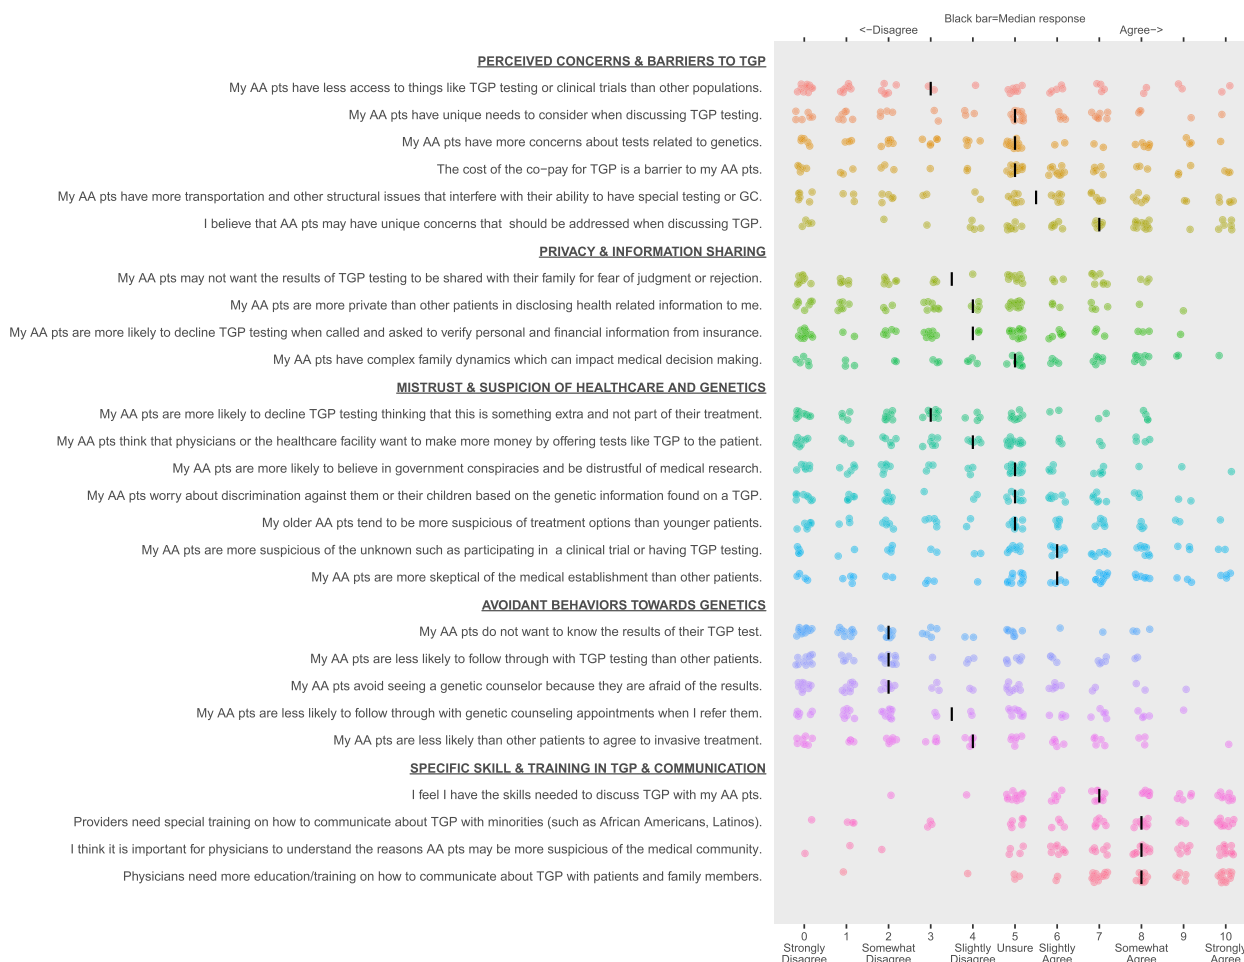 Black bar=Median response
<−Disagree Agree−>
PERCEIVED CONCERNS & BARRIERS TO TGP
My AA pts have less access to things like TGP testing or clinical trials than other populations.
My AA pts have unique needs to consider when discussing TGP testing.
My AA pts have more concerns about tests related to genetics.
The cost of the co−pay for TGP is a barrier to my AA pts.
My AA pts have more transportation and other structural issues that interfere with their ability to have special testing or GC.
I believe that AA pts may have unique concerns that should be addressed when discussing TGP.
PRIVACY & INFORMATION SHARING
My AA pts may not want the results of TGP testing to be shared with their family for fear of judgment or rejection.
My AA pts are more private than other patients in disclosing health related information to me.
My AA pts are more likely to decline TGP testing when called and asked to verify personal and financial information from insurance.
My AA pts have complex family dynamics which can impact medical decision making.
MISTRUST & SUSPICION OF HEALTHCARE AND GENETICS
My AA pts are more likely to decline TGP testing thinking that this is something extra and not part of their treatment.
My AA pts think that physicians or the healthcare facility want to make more money by offering tests like TGP to the patient.
My AA pts are more likely to believe in government conspiracies and be distrustful of medical research.
My AA pts worry about discrimination against them or their children based on the genetic information found on a TGP.
My older AA pts tend to be more suspicious of treatment options than younger patients.
My AA pts are more suspicious of the unknown such as participating in a clinical trial or having TGP testing.
My AA pts are more skeptical of the medical establishment than other patients.
AVOIDANT BEHAVIORS TOWARDS GENETICS
My AA pts do not want to know the results of their TGP test.
My AA pts are less likely to follow through with TGP testing than other patients.
My AA pts avoid seeing a genetic counselor because they are afraid of the results.
My AA pts are less likely to follow through with genetic counseling appointments when I refer them.
My AA pts are less likely than other patients to agree to invasive treatment.
SPECIFIC SKILL & TRAINING IN TGP & COMMUNICATION
I feel I have the skills needed to discuss TGP with my AA pts.
Providers need special training on how to communicate about TGP with minorities (such as African Americans, Latinos).
I think it is important for physicians to understand the reasons AA pts may be more suspicious of the medical community.
Physicians need more education/training on how to communicate about TGP with patients and family members.
0 1 2 3 4 5 6 7 8 9 10
Strongly Somewhat Slightly Unsure Slightly Somewhat Strongly
Disagree Disagree Disagree Agree Agree Agree